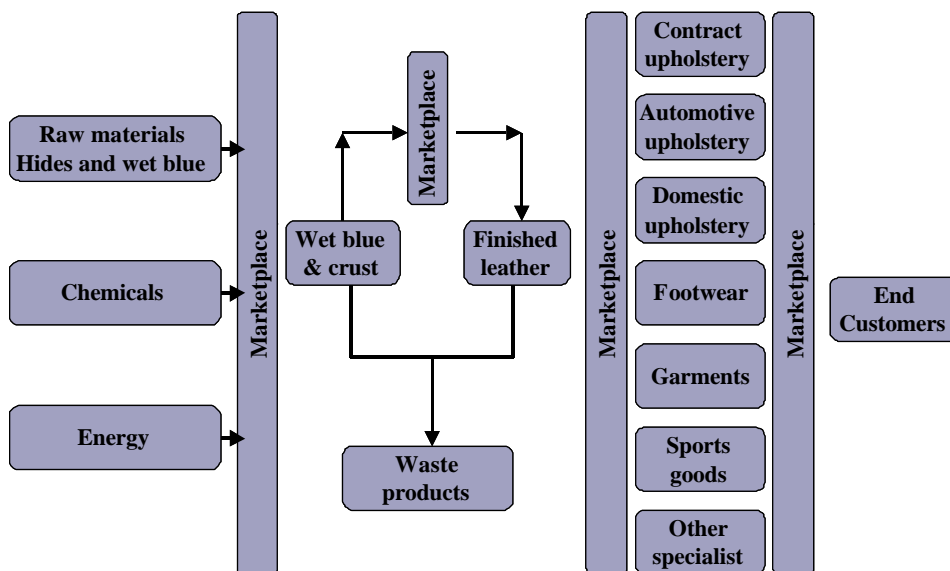 Raw materials
Hides and wet blue
Chemicals
Energy
Marketplace
Wet blue
& crust
Marketplace
Finished
leather
Waste
products
Marketplace
Contract
upholstery
Automotive
upholstery
Domestic
upholstery
Footwear
Garments
Sports
goods
Other
specialist
Marketplace
End
Customers